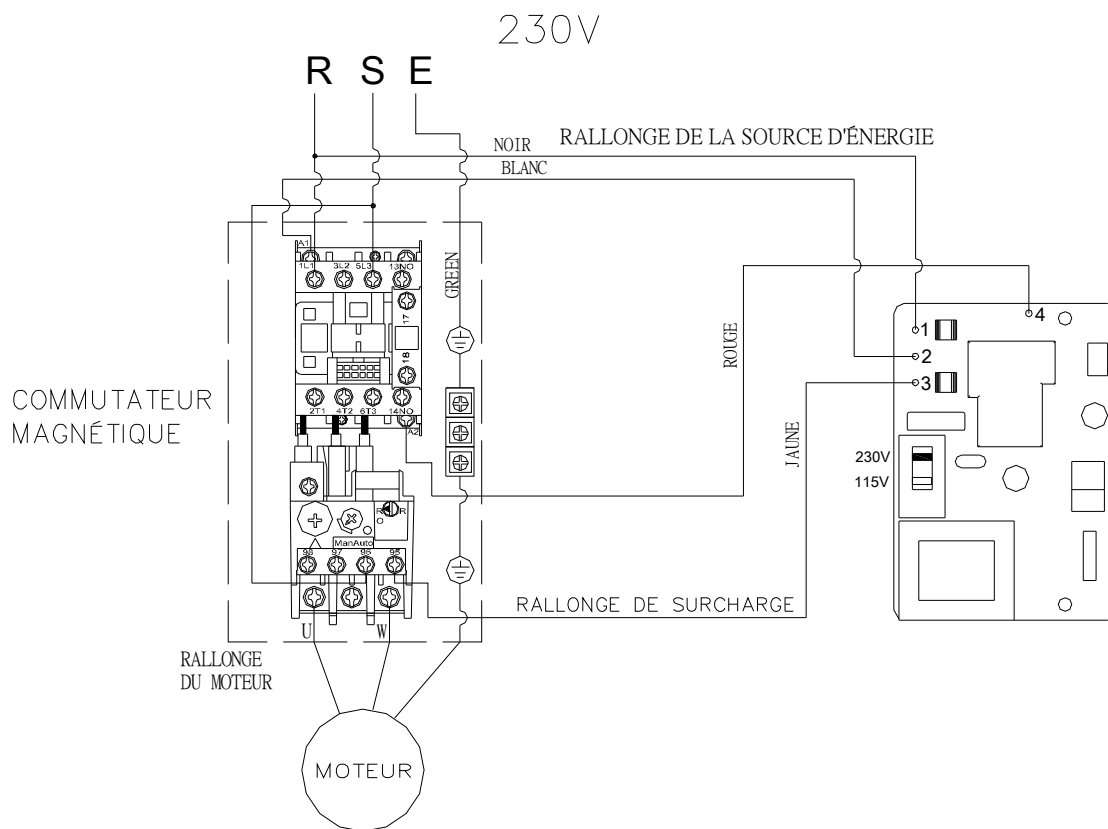 230V
R S E
NOIR
RALLONGE DE LA SOURCE D'ÉNERGIE
BLANC
A1
1L1 3L2 5L3 13NO
GREEN
17
18
ROUGE
4
1
2
3
COMMUTATEUR
MAGNÉTIQUE
2T1 4T2 6T3 14NO
A2
JAUNE
230V
115V
R R
O
ManAuto
98 97 96 95
RALLONGE DE SURCHARGE
U W
RALLONGE
DU MOTEUR
MOTEUR